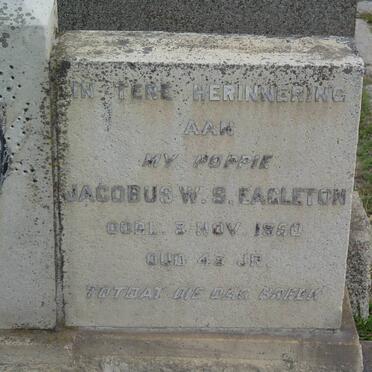 IN TERE HERINNERING
AAN
MY POPPIE
JACOBUS W. S. EAGLETON
OORL. 3 NOV. 1950
OUD 43 JR.
TOTDAT DIE DAG BREEK